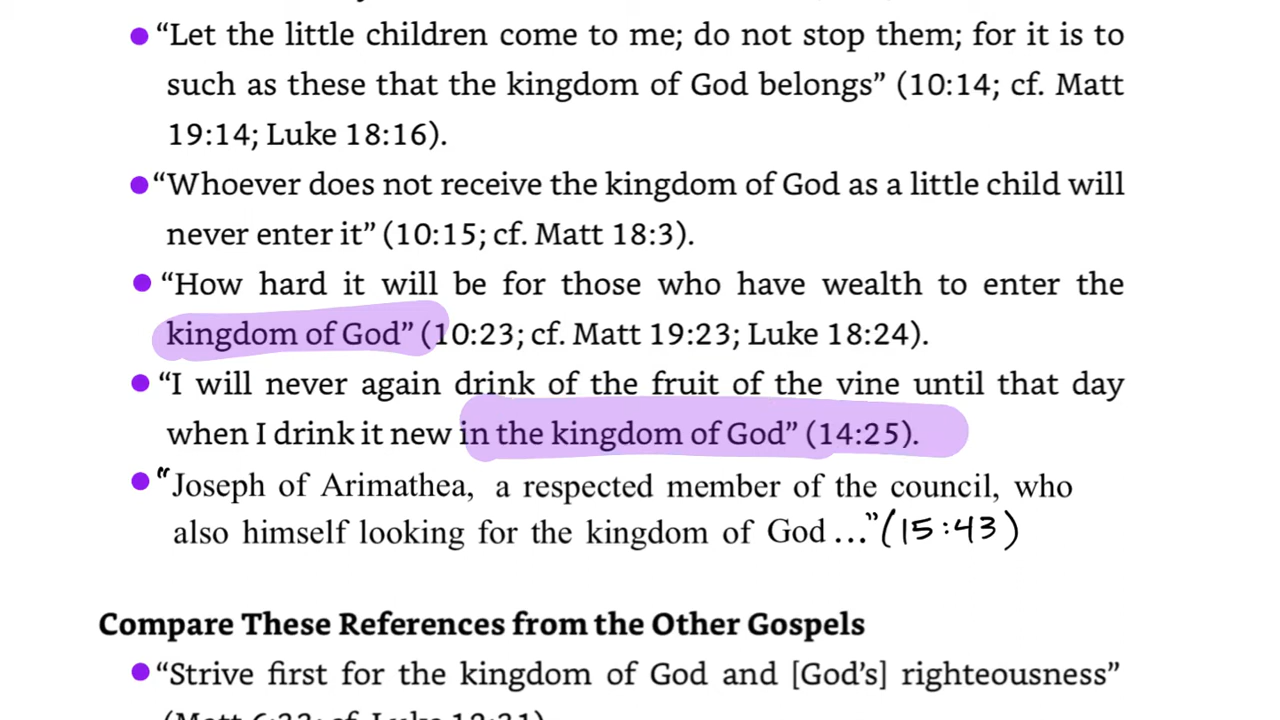 ● “Let the little children come to me; do not stop them; for it is to
such as these that the kingdom of God belongs” (10:14; cf. Matt
19:14; Luke 18:16).
● “Whoever does not receive the kingdom of God as a little child will
never enter it” (10:15; cf. Matt 18:3).
● “How hard it will be for those who have wealth to enter the
kingdom of God” (10:23; cf. Matt 19:23; Luke 18:24).
● “I will never again drink of the fruit of the vine until that day
when I drink it new in the kingdom of God” (14:25).
● “Joseph of Arimathea, a respected member of the council, who
also himself looking for the kingdom of God ...” (15:43)
Compare These References from the Other Gospels
● “Strive first for the kingdom of God and [God’s] righteousness”